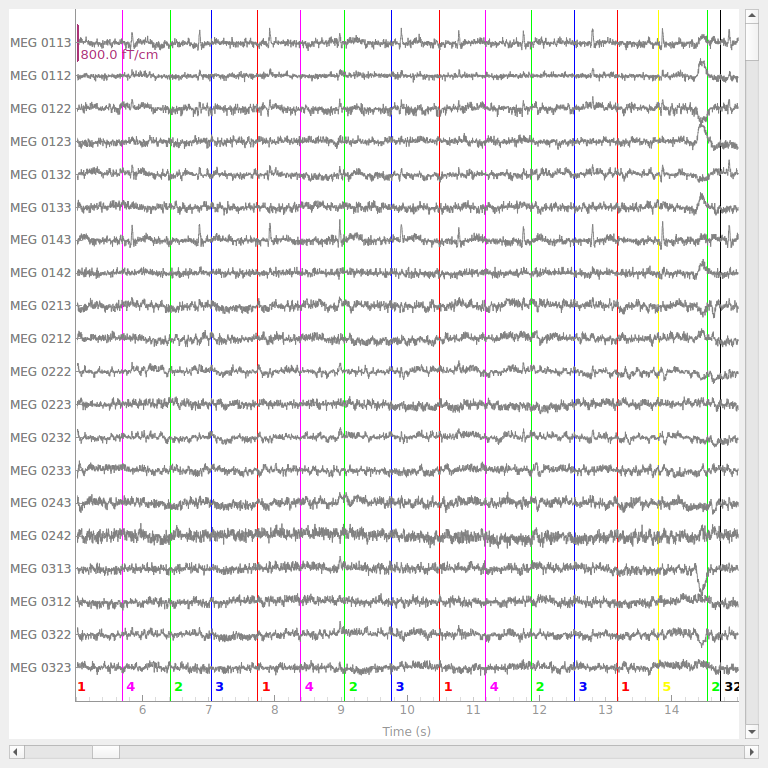 MEG 0113
800.0 fT/cm
MEG 0112
MEG 0122
MEG 0123
MEG 0132
MEG 0133
MEG 0143
MEG 0142
MEG 0213
MEG 0212
MEG 0222
MEG 0223
MEG 0232
MEG 0233
MEG 0243
MEG 0242
MEG 0313
MEG 0312
MEG 0322
MEG 0323
1 4 2 3 1 4 2 3 1 4 2 3 1 5 2 32
6 7 8 9 10 11 12 13 14
Time (s)